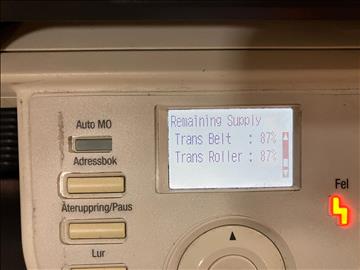 Auto MO
Adressbok
Återuppring/Paus
Lur
Remaining Supply
Trans Belt : 87%
Trans Roller: 87%
Fel